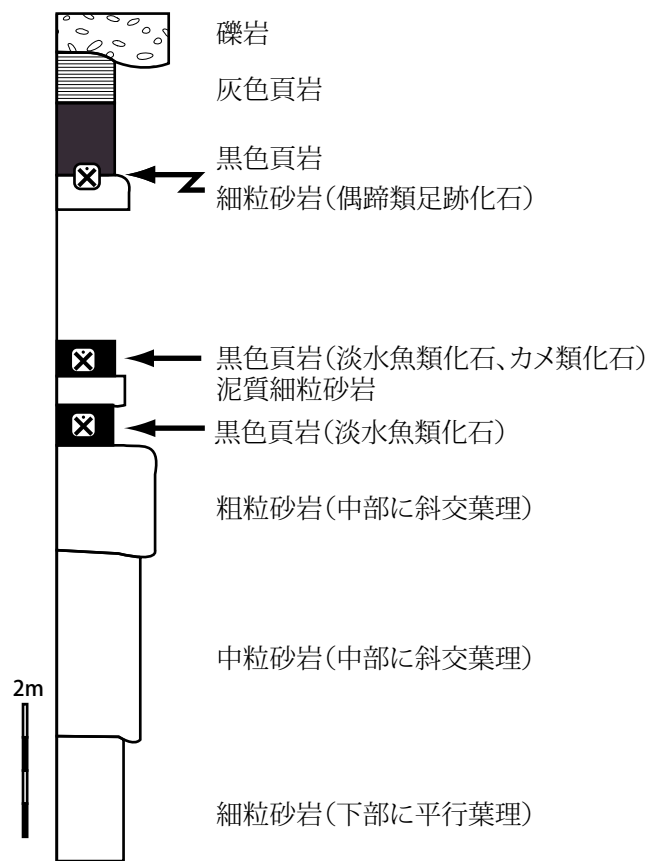 礫岩
灰色頁岩
黒色頁岩
細粒砂岩(偶蹄類足跡化石)
黒色頁岩(淡水魚類化石、カメ類化石)
泥質細粒砂岩
黒色頁岩(淡水魚類化石)
粗粒砂岩(中部に斜交葉理)
中粒砂岩(中部に斜交葉理)
2m
細粒砂岩(下部に平行葉理)